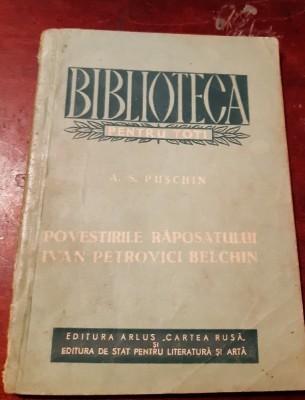 BIBLIOTECA
PENTRU TOȚI
A. S. PUȘCHIN
POVESTIRILE RĂPOSATULUI
IVAN PETROVICI BELCHIN
EDITURA ARLUS „CARTEA RUSĂ"
ȘI
EDITURA DE STAT PENTRU LITERATURĂ ȘI ARTĂ